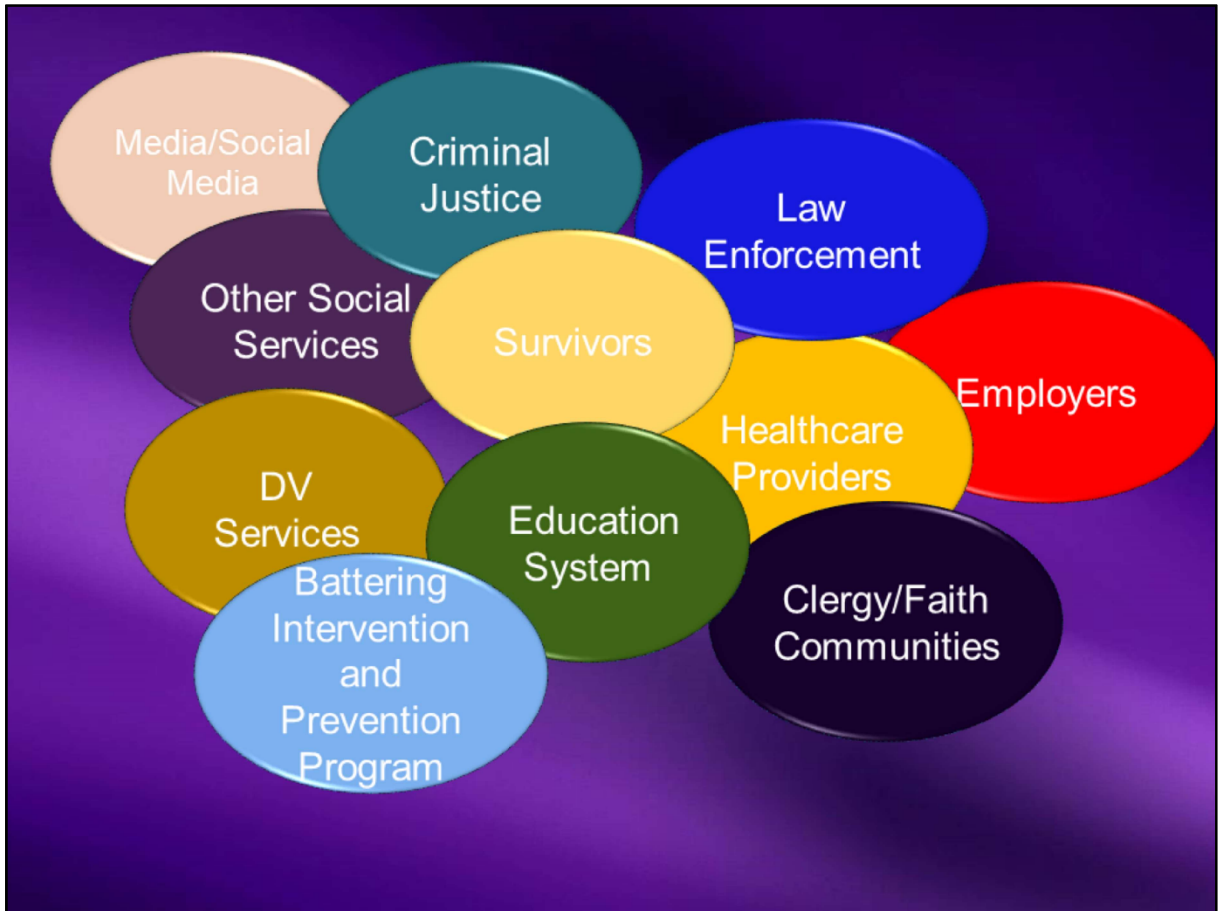 Media/Social
Media
Criminal
Justice
Law
Enforcement
Other Social
Services
Survivors
Employers
Healthcare
Providers
DV
Services
Education
System
Battering
Intervention
and
Prevention
Program
Clergy/Faith
Communities